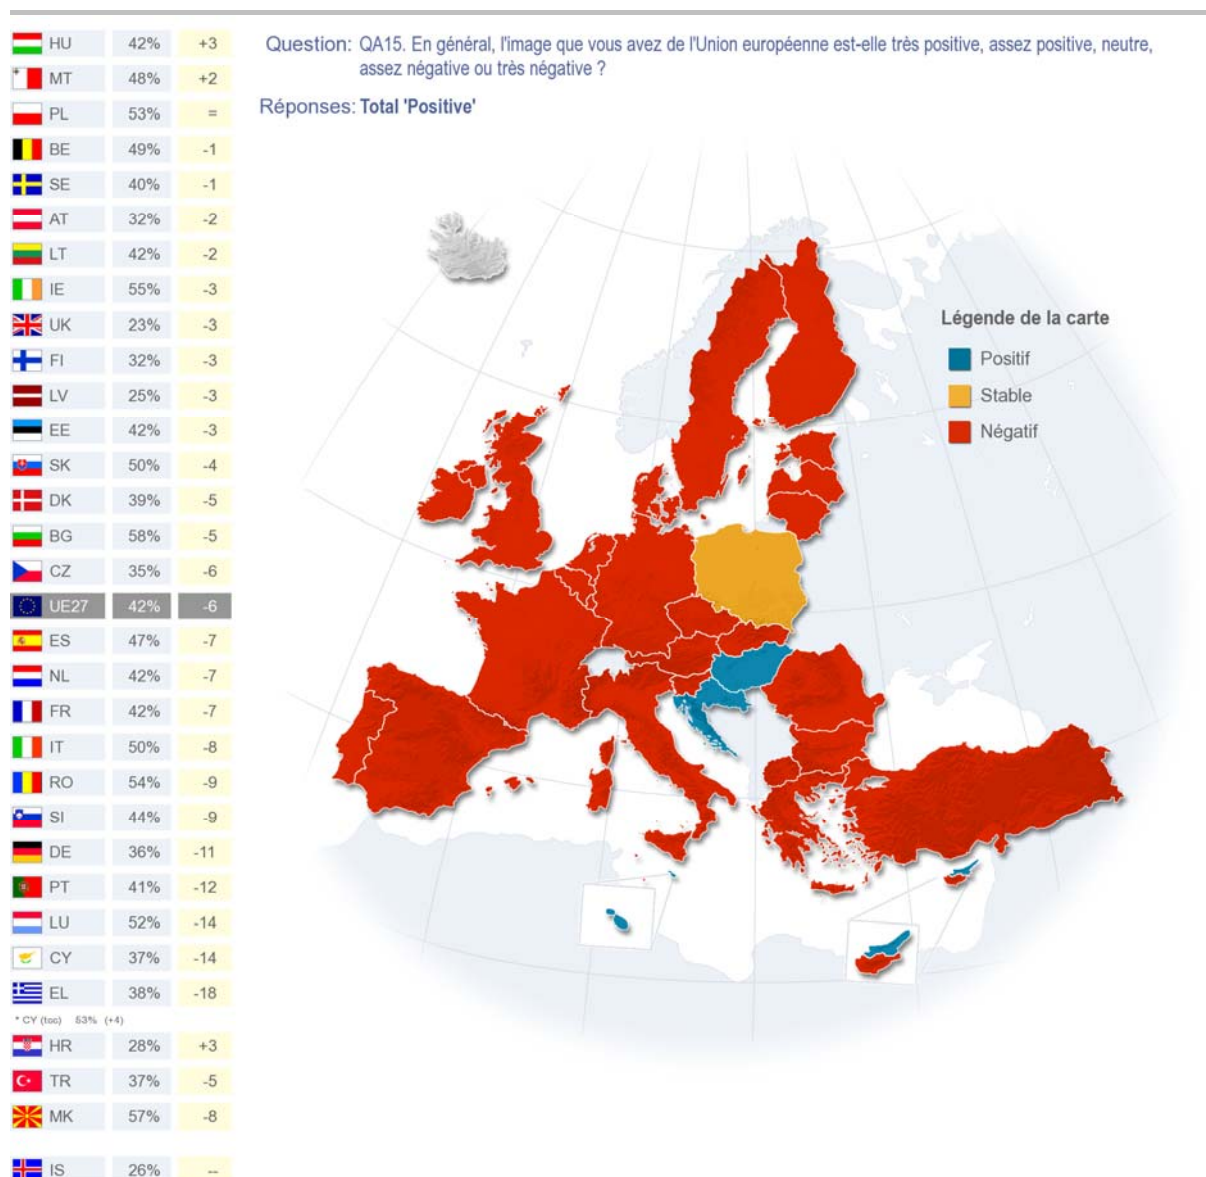 Question: QA15. En général, l'image que vous avez de l'Union européenne est-elle très positive, assez positive, neutre,
assez négative ou très négative ?
Réponses: Total 'Positive'
HU 42% +3
MT 48% +2
PL 53% =
BE 49% -1
SE 40% -1
AT 32% -2
LT 42% -2
IE 55% -3
UK 23% -3
FI 32% -3
LV 25% -3
EE 42% -3
SK 50% -4
DK 39% -5
BG 58% -5
CZ 35% -6
UE27 42% -6
ES 47% -7
NL 42% -7
FR 42% -7
IT 50% -8
RO 54% -9
SI 44% -9
DE 36% -11
PT 41% -12
LU 52% -14
CY 37% -14
EL 38% -18
* CY (tcc) 53% (+4)
HR 28% +3
TR 37% -5
MK 57% -8
IS 26% --
Légende de la carte
Positif
Stable
Négatif